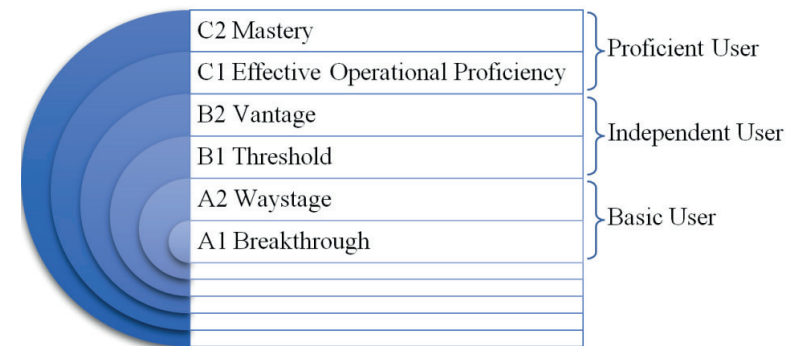 C2 Mastery
C1 Effective Operational Proficiency
Proficient User
B2 Vantage
B1 Threshold
Independent User
A2 Waystage
A1 Breakthrough
Basic User